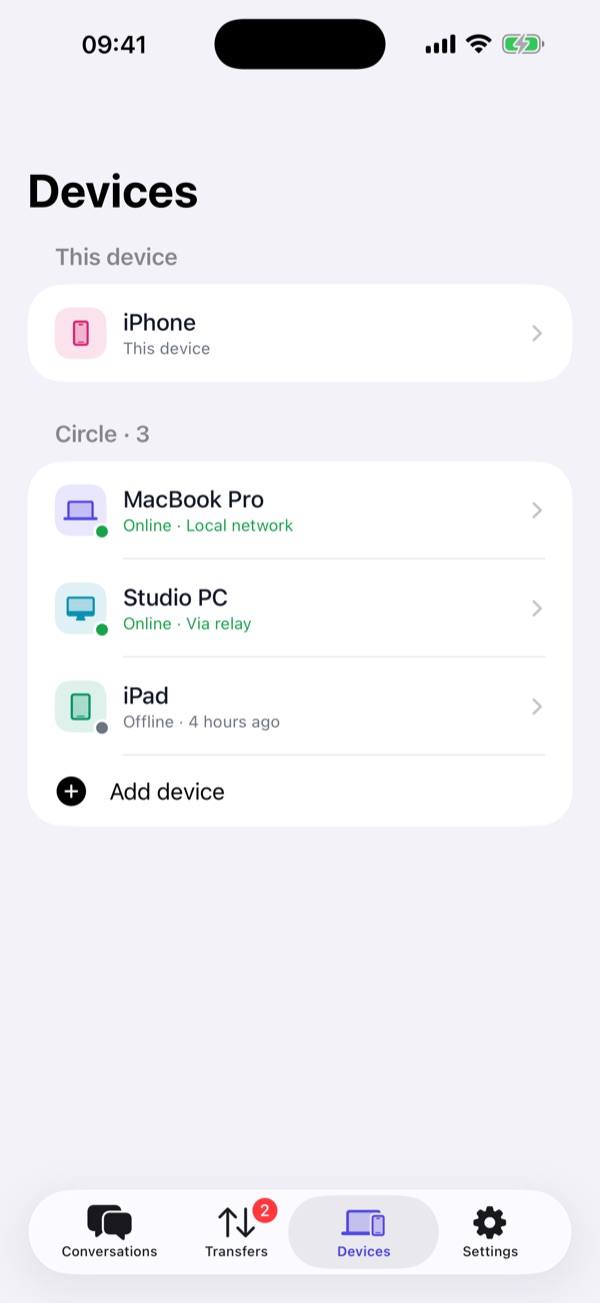 09:41
Devices
This device
iPhone
This device
Circle · 3
MacBook Pro
Online · Local network
Studio PC
Online · Via relay
iPad
Offline · 4 hours ago
Add device
2
Conversations
Transfers
Devices
Settings